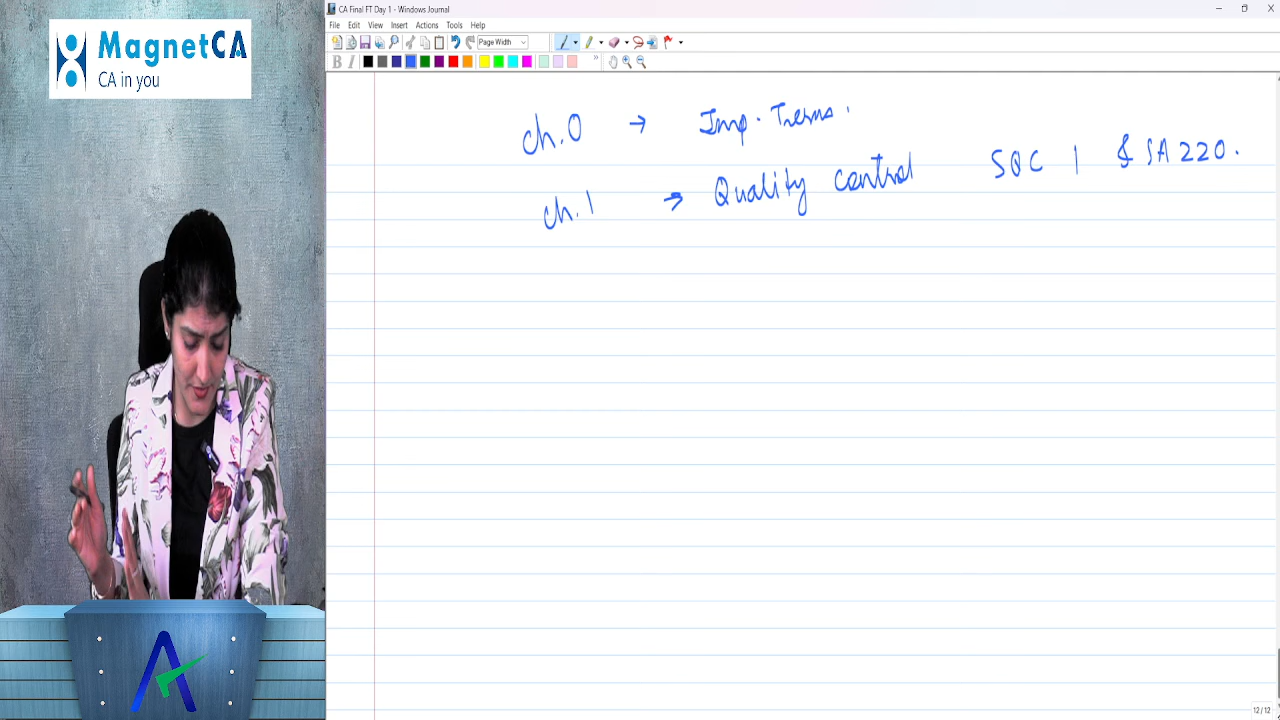 MagnetCA
CA in you
CA Final FT Day 1 - Windows Journal
File Edit View Insert Actions Tools Help
Page Width
B I
ch.0 → Imp. Terms.
ch.1 → Quality control SQC 1 & SA 220.
12 / 12